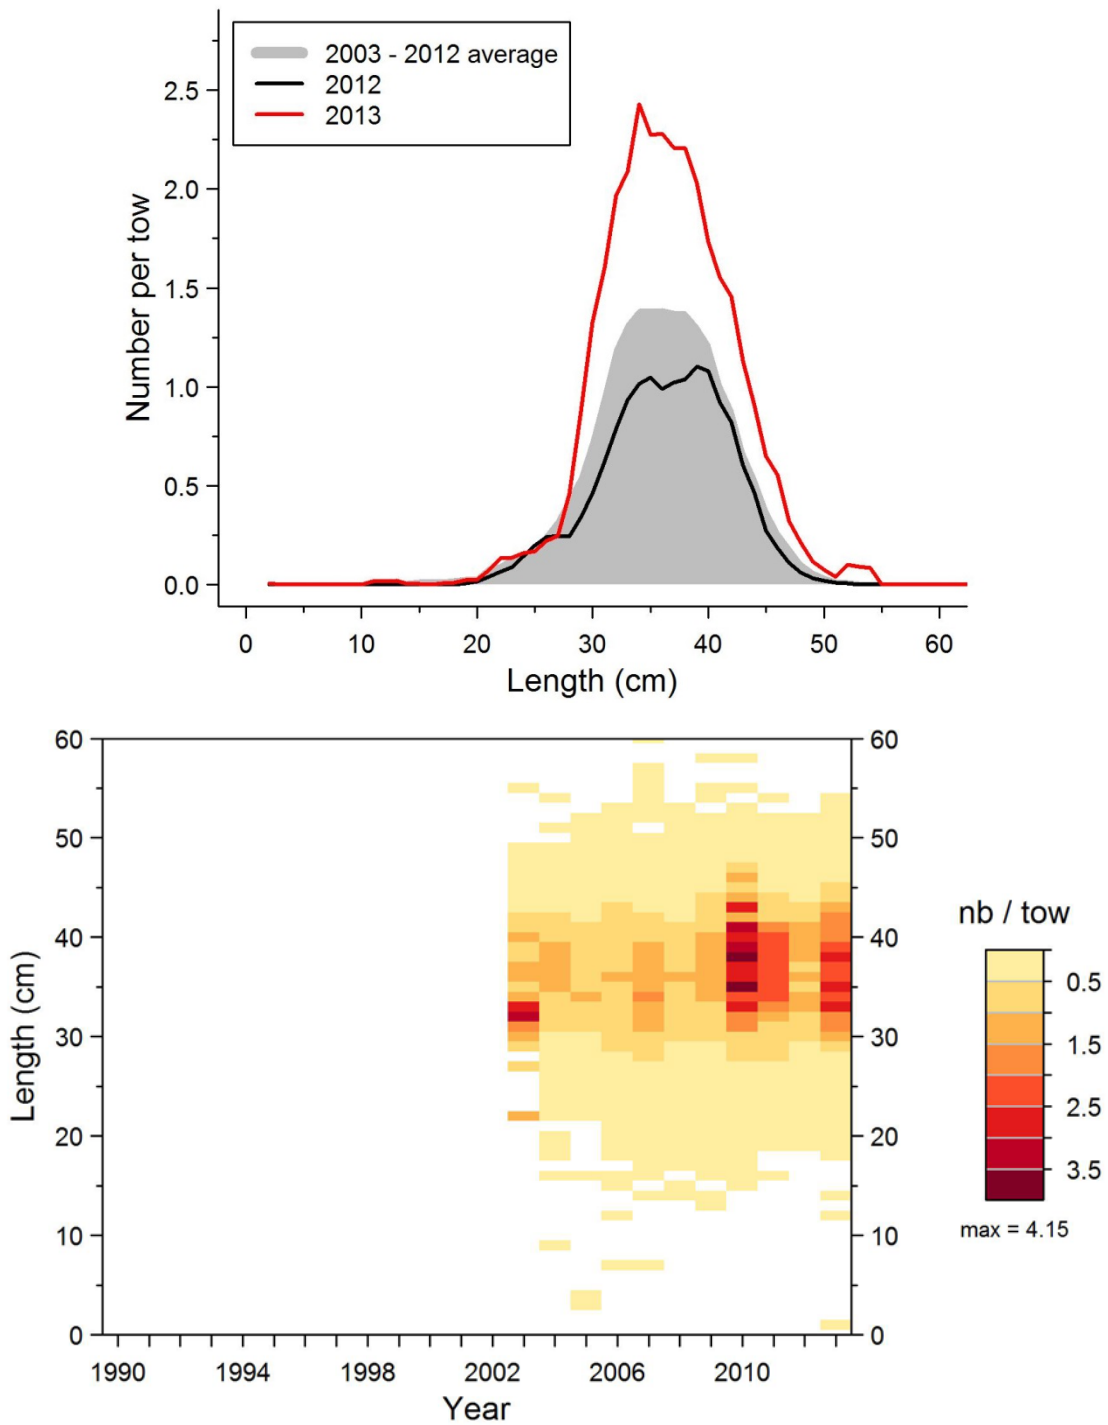 2003 - 2012 average
2012
2013
2.5
2.0
1.5
1.0
0.5
0.0
Number per tow
0 10 20 30 40 50 60
Length (cm)
60 60
50 50
40 40
30 30
20 20
10 10
0 0
Length (cm)
1990 1994 1998 2002 2006 2010
Year
nb / tow
0.5
1.5
2.5
3.5
max = 4.15